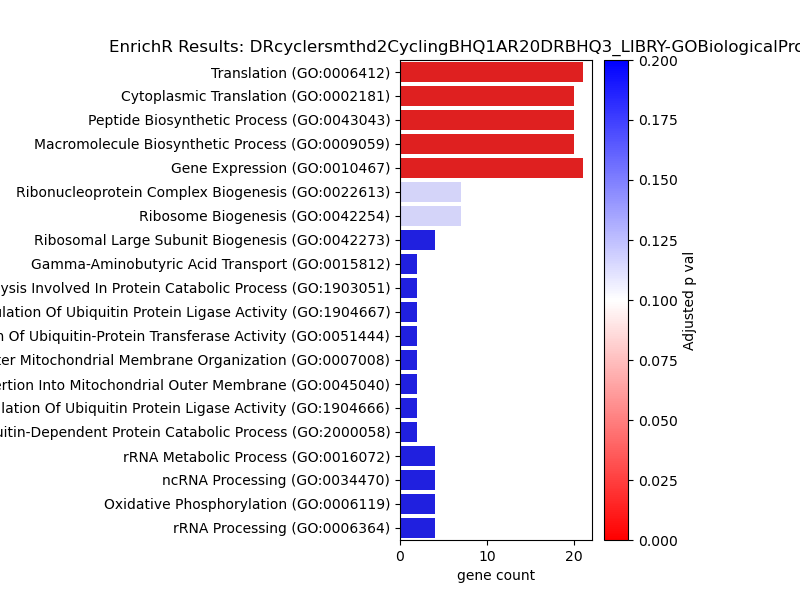 EnrichR Results: DRcyclersmthd2CyclingBHQ1AR20DRBHQ3_LIBRY-GOBiologicalPro
Translation (GO:0006412)
Cytoplasmic Translation (GO:0002181)
Peptide Biosynthetic Process (GO:0043043)
Macromolecule Biosynthetic Process (GO:0009059)
Gene Expression (GO:0010467)
Ribonucleoprotein Complex Biogenesis (GO:0022613)
Ribosome Biogenesis (GO:0042254)
Ribosomal Large Subunit Biogenesis (GO:0042273)
Gamma-Aminobutyric Acid Transport (GO:0015812)
ysis Involved In Protein Catabolic Process (GO:1903051)
ulation Of Ubiquitin Protein Ligase Activity (GO:1904667)
n Of Ubiquitin-Protein Transferase Activity (GO:0051444)
ter Mitochondrial Membrane Organization (GO:0007008)
ertion Into Mitochondrial Outer Membrane (GO:0045040)
lation Of Ubiquitin Protein Ligase Activity (GO:1904666)
uitin-Dependent Protein Catabolic Process (GO:2000058)
rRNA Metabolic Process (GO:0016072)
ncRNA Processing (GO:0034470)
Oxidative Phosphorylation (GO:0006119)
rRNA Processing (GO:0006364)
0 10 20
gene count
0.200
0.175
0.150
0.125
0.100
0.075
0.050
0.025
0.000
Adjusted p val